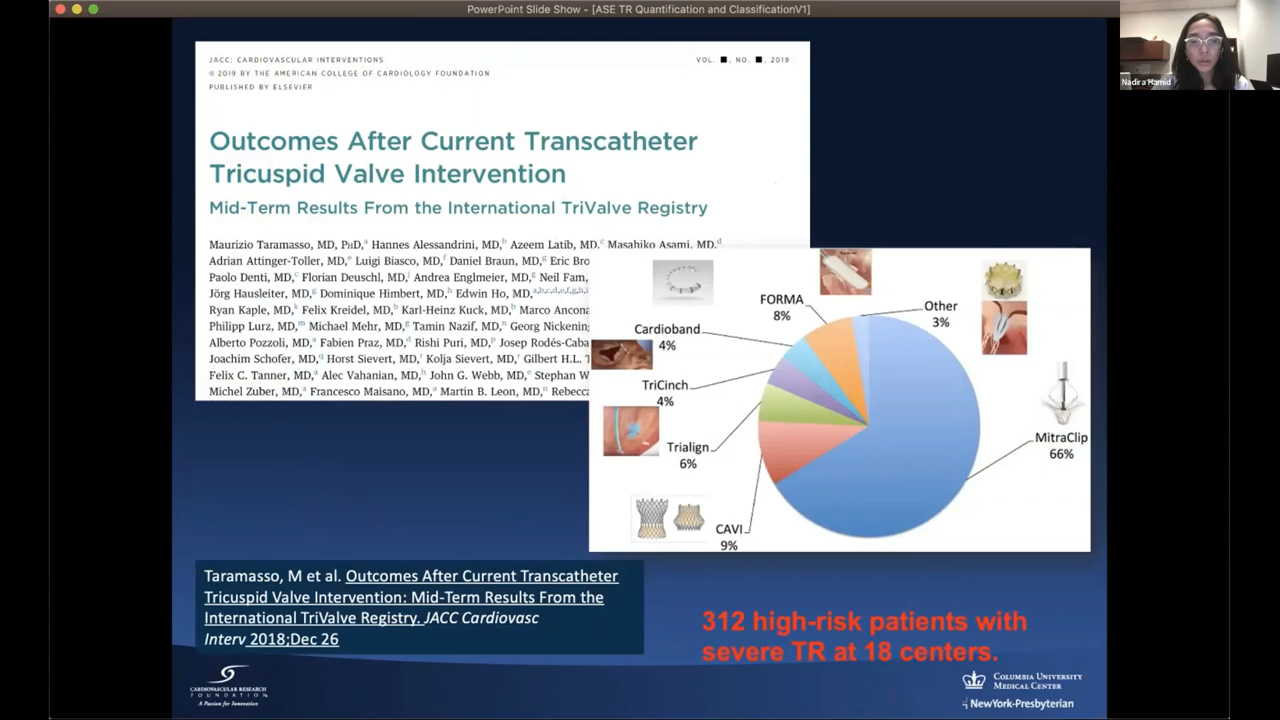 PowerPoint Slide Show - [ASE TR Quantification and ClassificationV1]
Nadira Hamid
JACC: CARDIOVASCULAR INTERVENTIONS
VOL. ■, NO. ■, 2019
© 2019 BY THE AMERICAN COLLEGE OF CARDIOLOGY FOUNDATION
PUBLISHED BY ELSEVIER
Outcomes After Current Transcatheter
Tricuspid Valve Intervention
Mid-Term Results From the International TriValve Registry
Maurizio Taramasso, MD, PhD,a Hannes Alessandrini, MD,b Azeem Latib, MD,c Masahiko Asami, MD,d
Adrian Attinger-Toller, MD,e Luigi Biasco, MD,f Daniel Braun, MD,g Eric Bro
Paolo Denti, MD,c Florian Deuschl, MD,i Andrea Englmeier, MD,g Neil Fam,
Jörg Hausleiter, MD,g Dominique Himbert, MD,h Edwin Ho, MD,
Ryan Kaple, MD,k Felix Kreidel, MD,b Karl-Heinz Kuck, MD,b Marco Ancona
Philipp Lurz, MD,m Michael Mehr, MD,g Tamin Nazif, MD,n Georg Nickening
Alberto Pozzoli, MD,a Fabien Praz, MD,d Rishi Puri, MD,p Josep Rodés-Caba
Joachim Schofer, MD,q Horst Sievert, MD,r Kolja Sievert, MD,r Gilbert H.L. T
Felix C. Tanner, MD,a Alec Vahanian, MD,h John G. Webb, MD,e Stephan W
Michel Zuber, MD,a Francesco Maisano, MD,a Martin B. Leon, MD,n Rebecc
FORMA
8%
Other
3%
Cardioband
4%
TriCinch
4%
Trialign
6%
MitraClip
66%
CAVI
9%
Taramasso, M et al. Outcomes After Current Transcatheter
Tricuspid Valve Intervention: Mid-Term Results From the
International TriValve Registry. JACC Cardiovasc
Interv 2018;Dec 26
312 high-risk patients with
severe TR at 18 centers.
CARDIOVASCULAR RESEARCH
FOUNDATION
A Passion for Innovation
COLUMBIA UNIVERSITY
MEDICAL CENTER
NewYork-Presbyterian